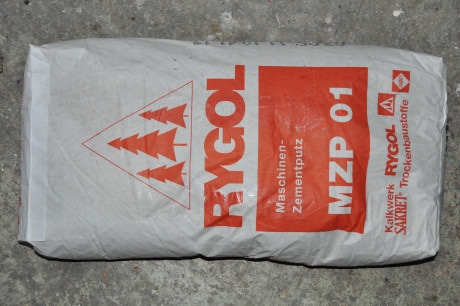 RYGOL
Maschinen-
Zementputz
MZP 01
Kalkwerk RYGOL
SAKRET Trockenbaustoffe